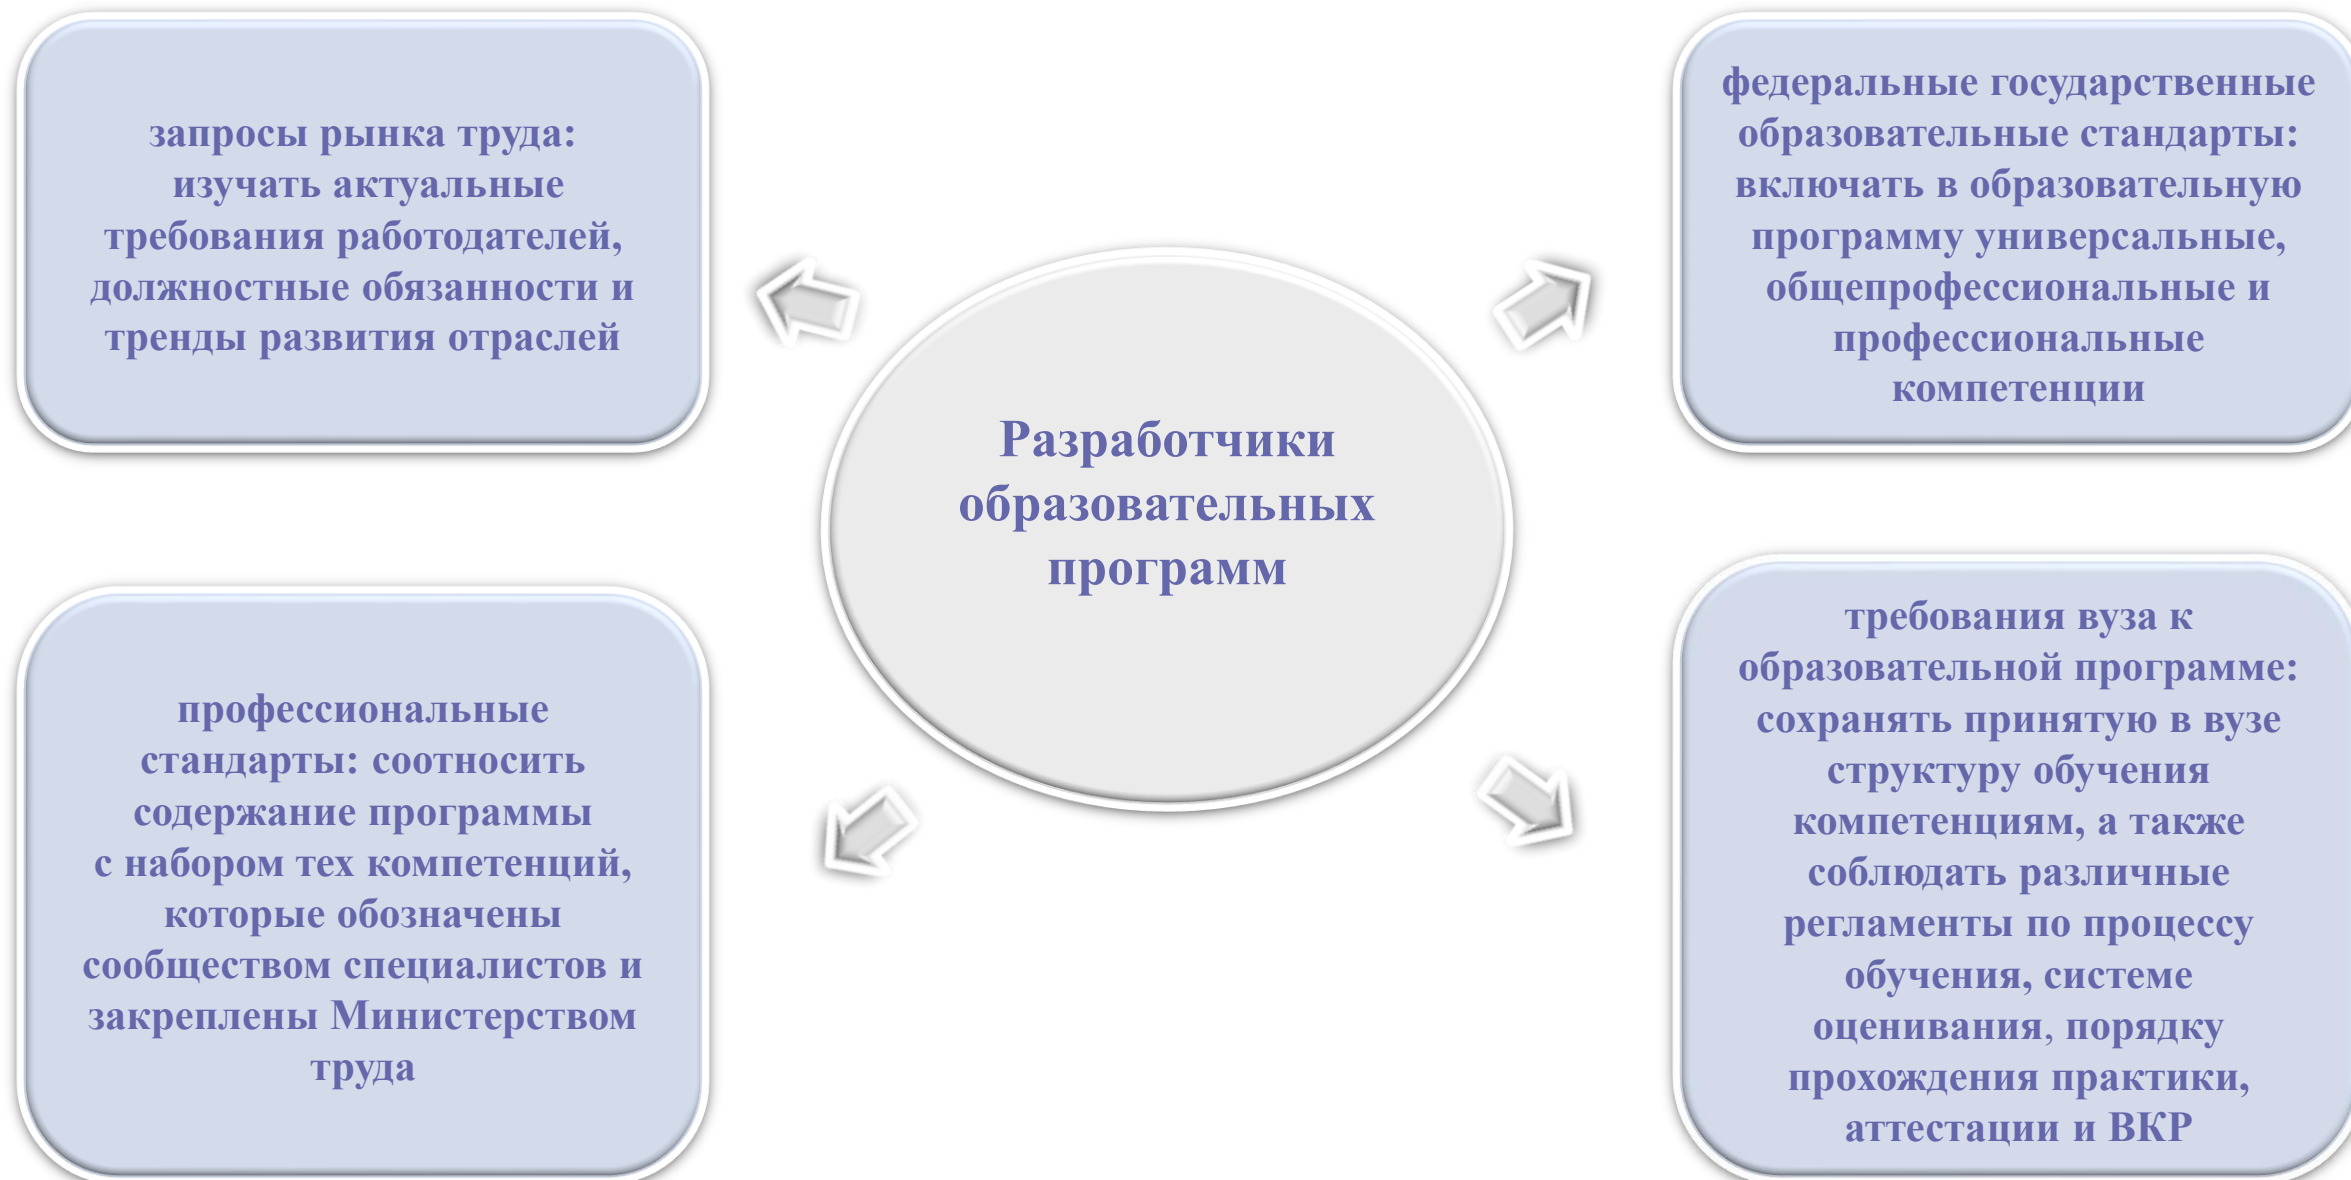 запросы рынка труда:
изучать актуальные
требования работодателей,
должностные обязанности и
тренды развития отраслей
федеральные государственные
образовательные стандарты:
включать в образовательную
программу универсальные,
общепрофессиональные и
профессиональные
компетенции
Разработчики
образовательных
программ
профессиональные
стандарты: соотносить
содержание программы
с набором тех компетенций,
которые обозначены
сообществом специалистов и
закреплены Министерством
труда
требования вуза к
образовательной программе:
сохранять принятую в вузе
структуру обучения
компетенциям, а также
соблюдать различные
регламенты по процессу
обучения, системе
оценивания, порядку
прохождения практики,
аттестации и ВКР